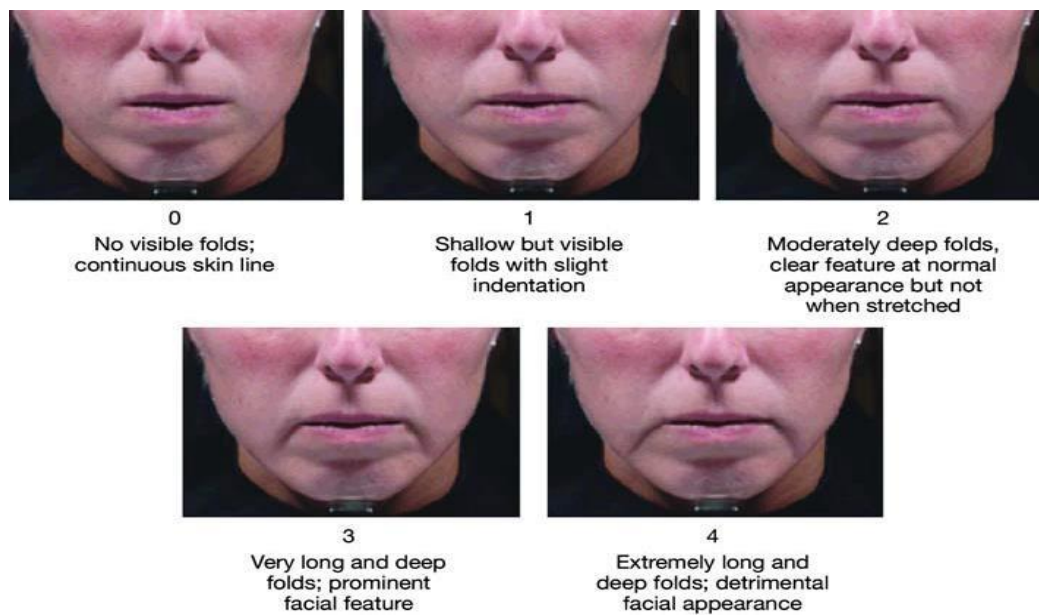 0
No visible folds;
continuous skin line
1
Shallow but visible
folds with slight
indentation
2
Moderately deep folds,
clear feature at normal
appearance but not
when stretched
3
Very long and deep
folds; prominent
facial feature
4
Extremely long and
deep folds; detrimental
facial appearance